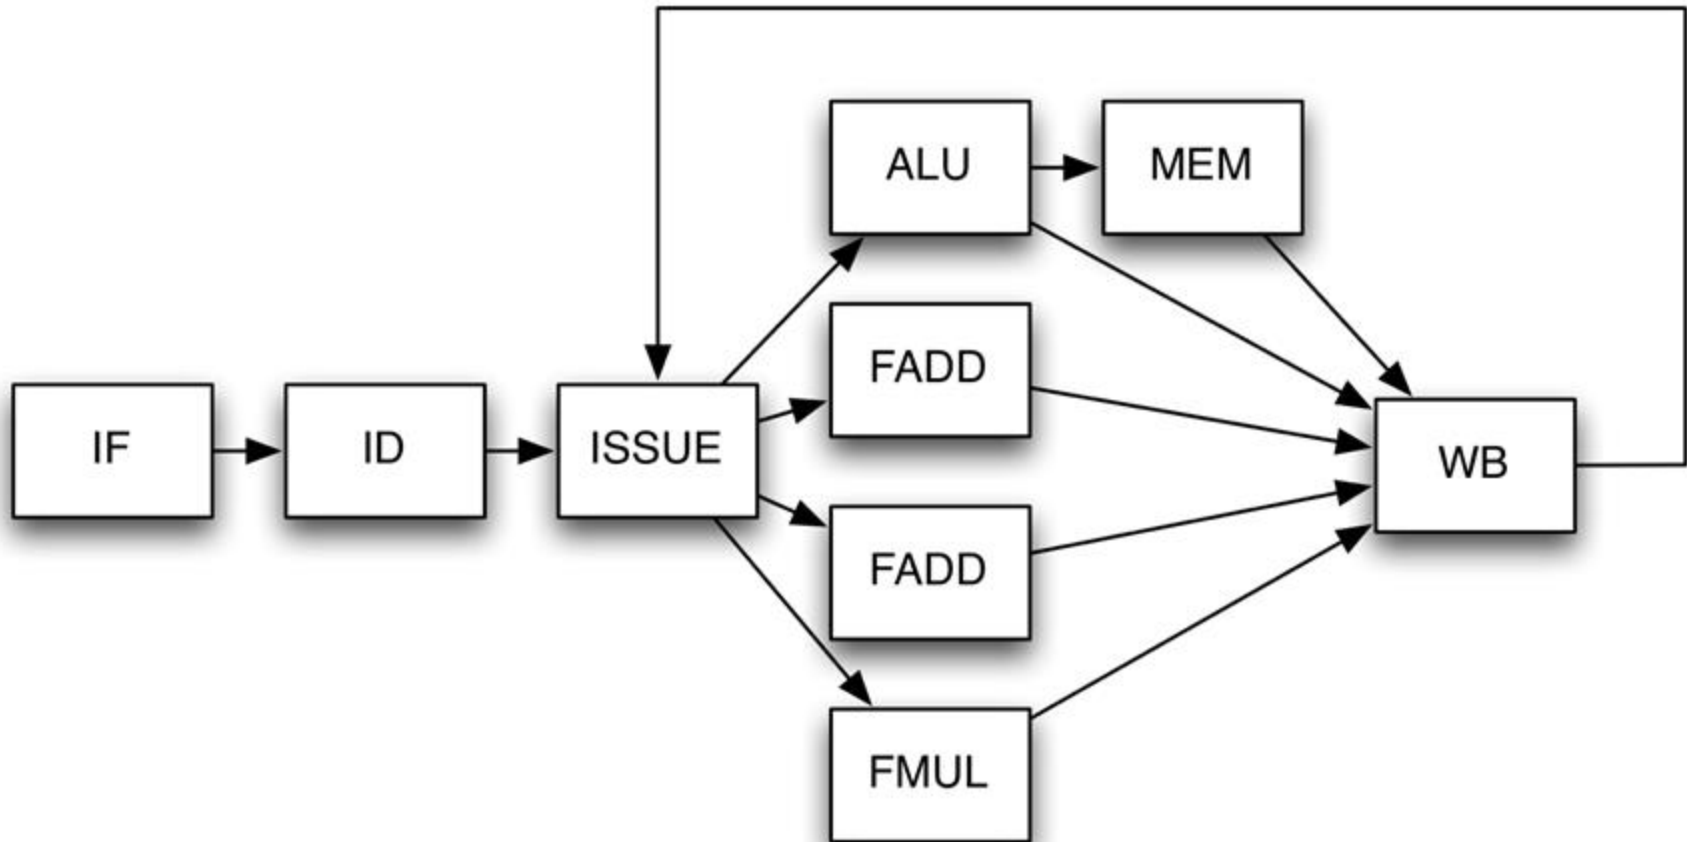 ALU
MEM
FADD
IF
ID
ISSUE
WB
FADD
FMUL